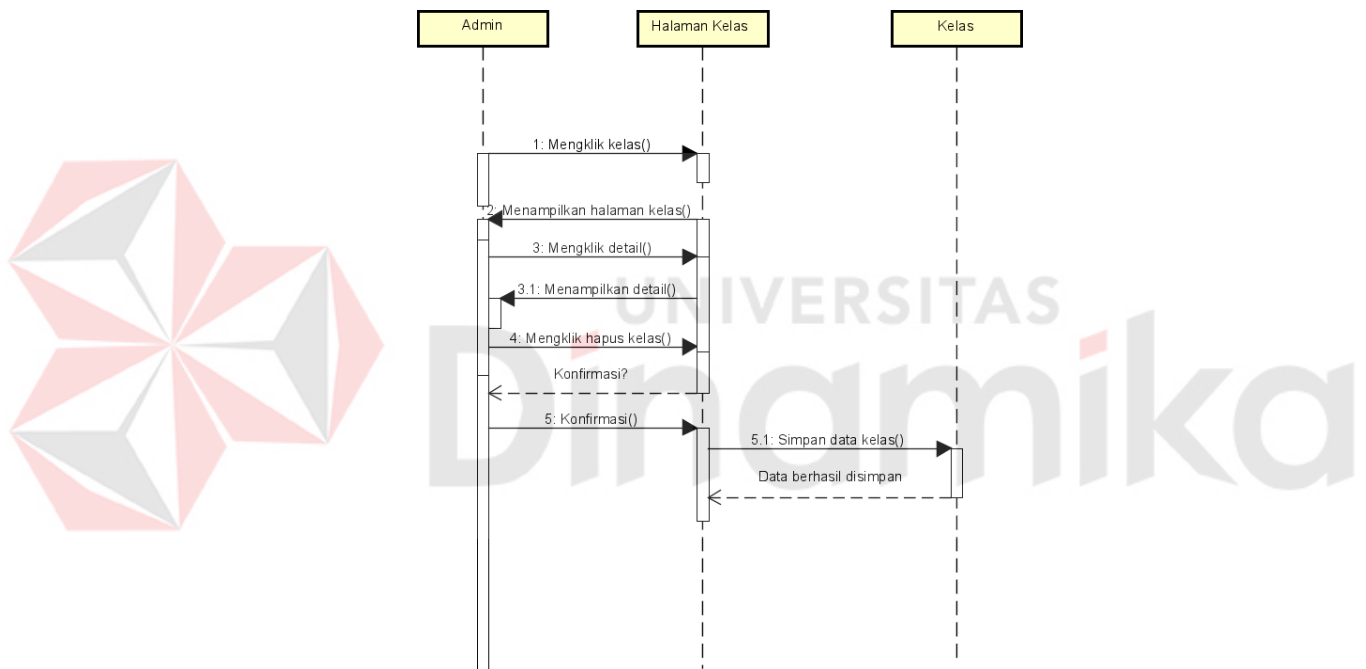 Admin
Halaman Kelas
Kelas
1: Mengklik kelas()
2: Menampilkan halaman kelas()
3: Mengklik detail()
3.1: Menampilkan detail()
UNIVERSITAS
Dinamika
4: Mengklik hapus kelas()
Konfirmasi?
5: Konfirmasi()
5.1: Simpan data kelas()
Data berhasil disimpan